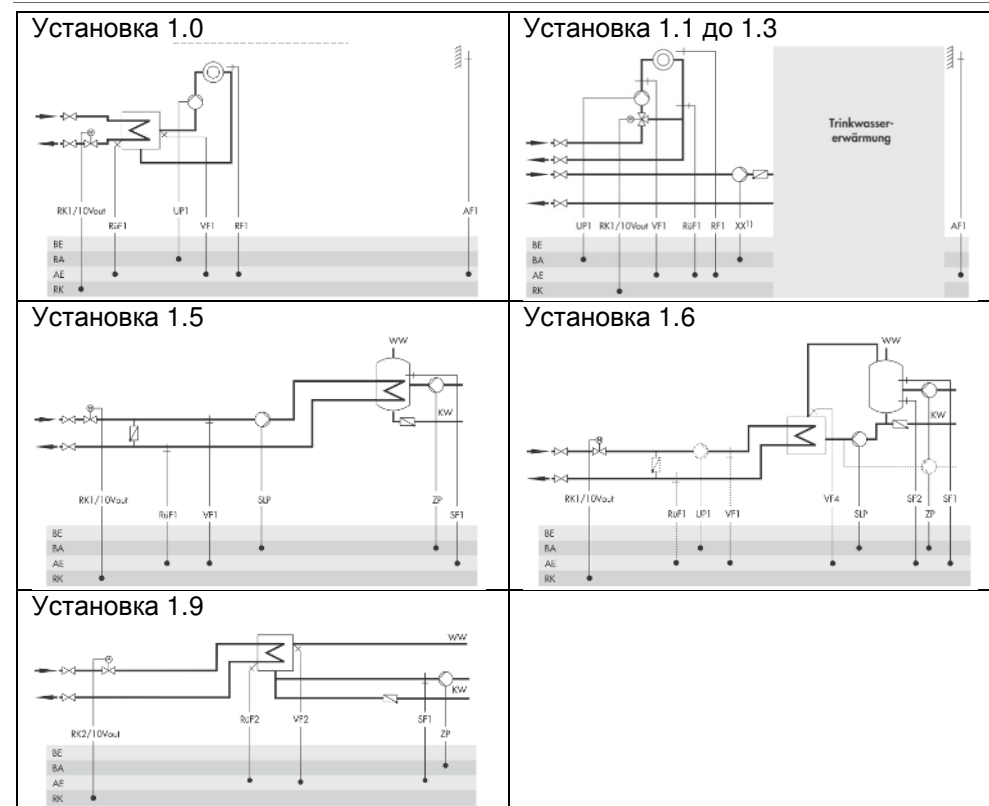 Установка 1.0
RK1/10Vout
RüF1
UP1
VF1
RF1
AF1
BE
BA
AE
RK
Установка 1.1 до 1.3
Trinkwasser-
erwärmung
UP1 RK1/10Vout VF1 RüF1 RF1 XX1)
AF1
BE
BA
AE
RK
Установка 1.5
WW
KW
RK1/10Vout
RüF1
VF1
SLP
ZP
SF1
BE
BA
AE
RK
Установка 1.6
WW
KW
RK1/10Vout
RüF1
UP1
VF1
VF4
SLP
SF2
ZP
SF1
BE
BA
AE
RK
Установка 1.9
WW
KW
RK2/10Vout
RüF2
VF2
SF1
ZP
BE
BA
AE
RK